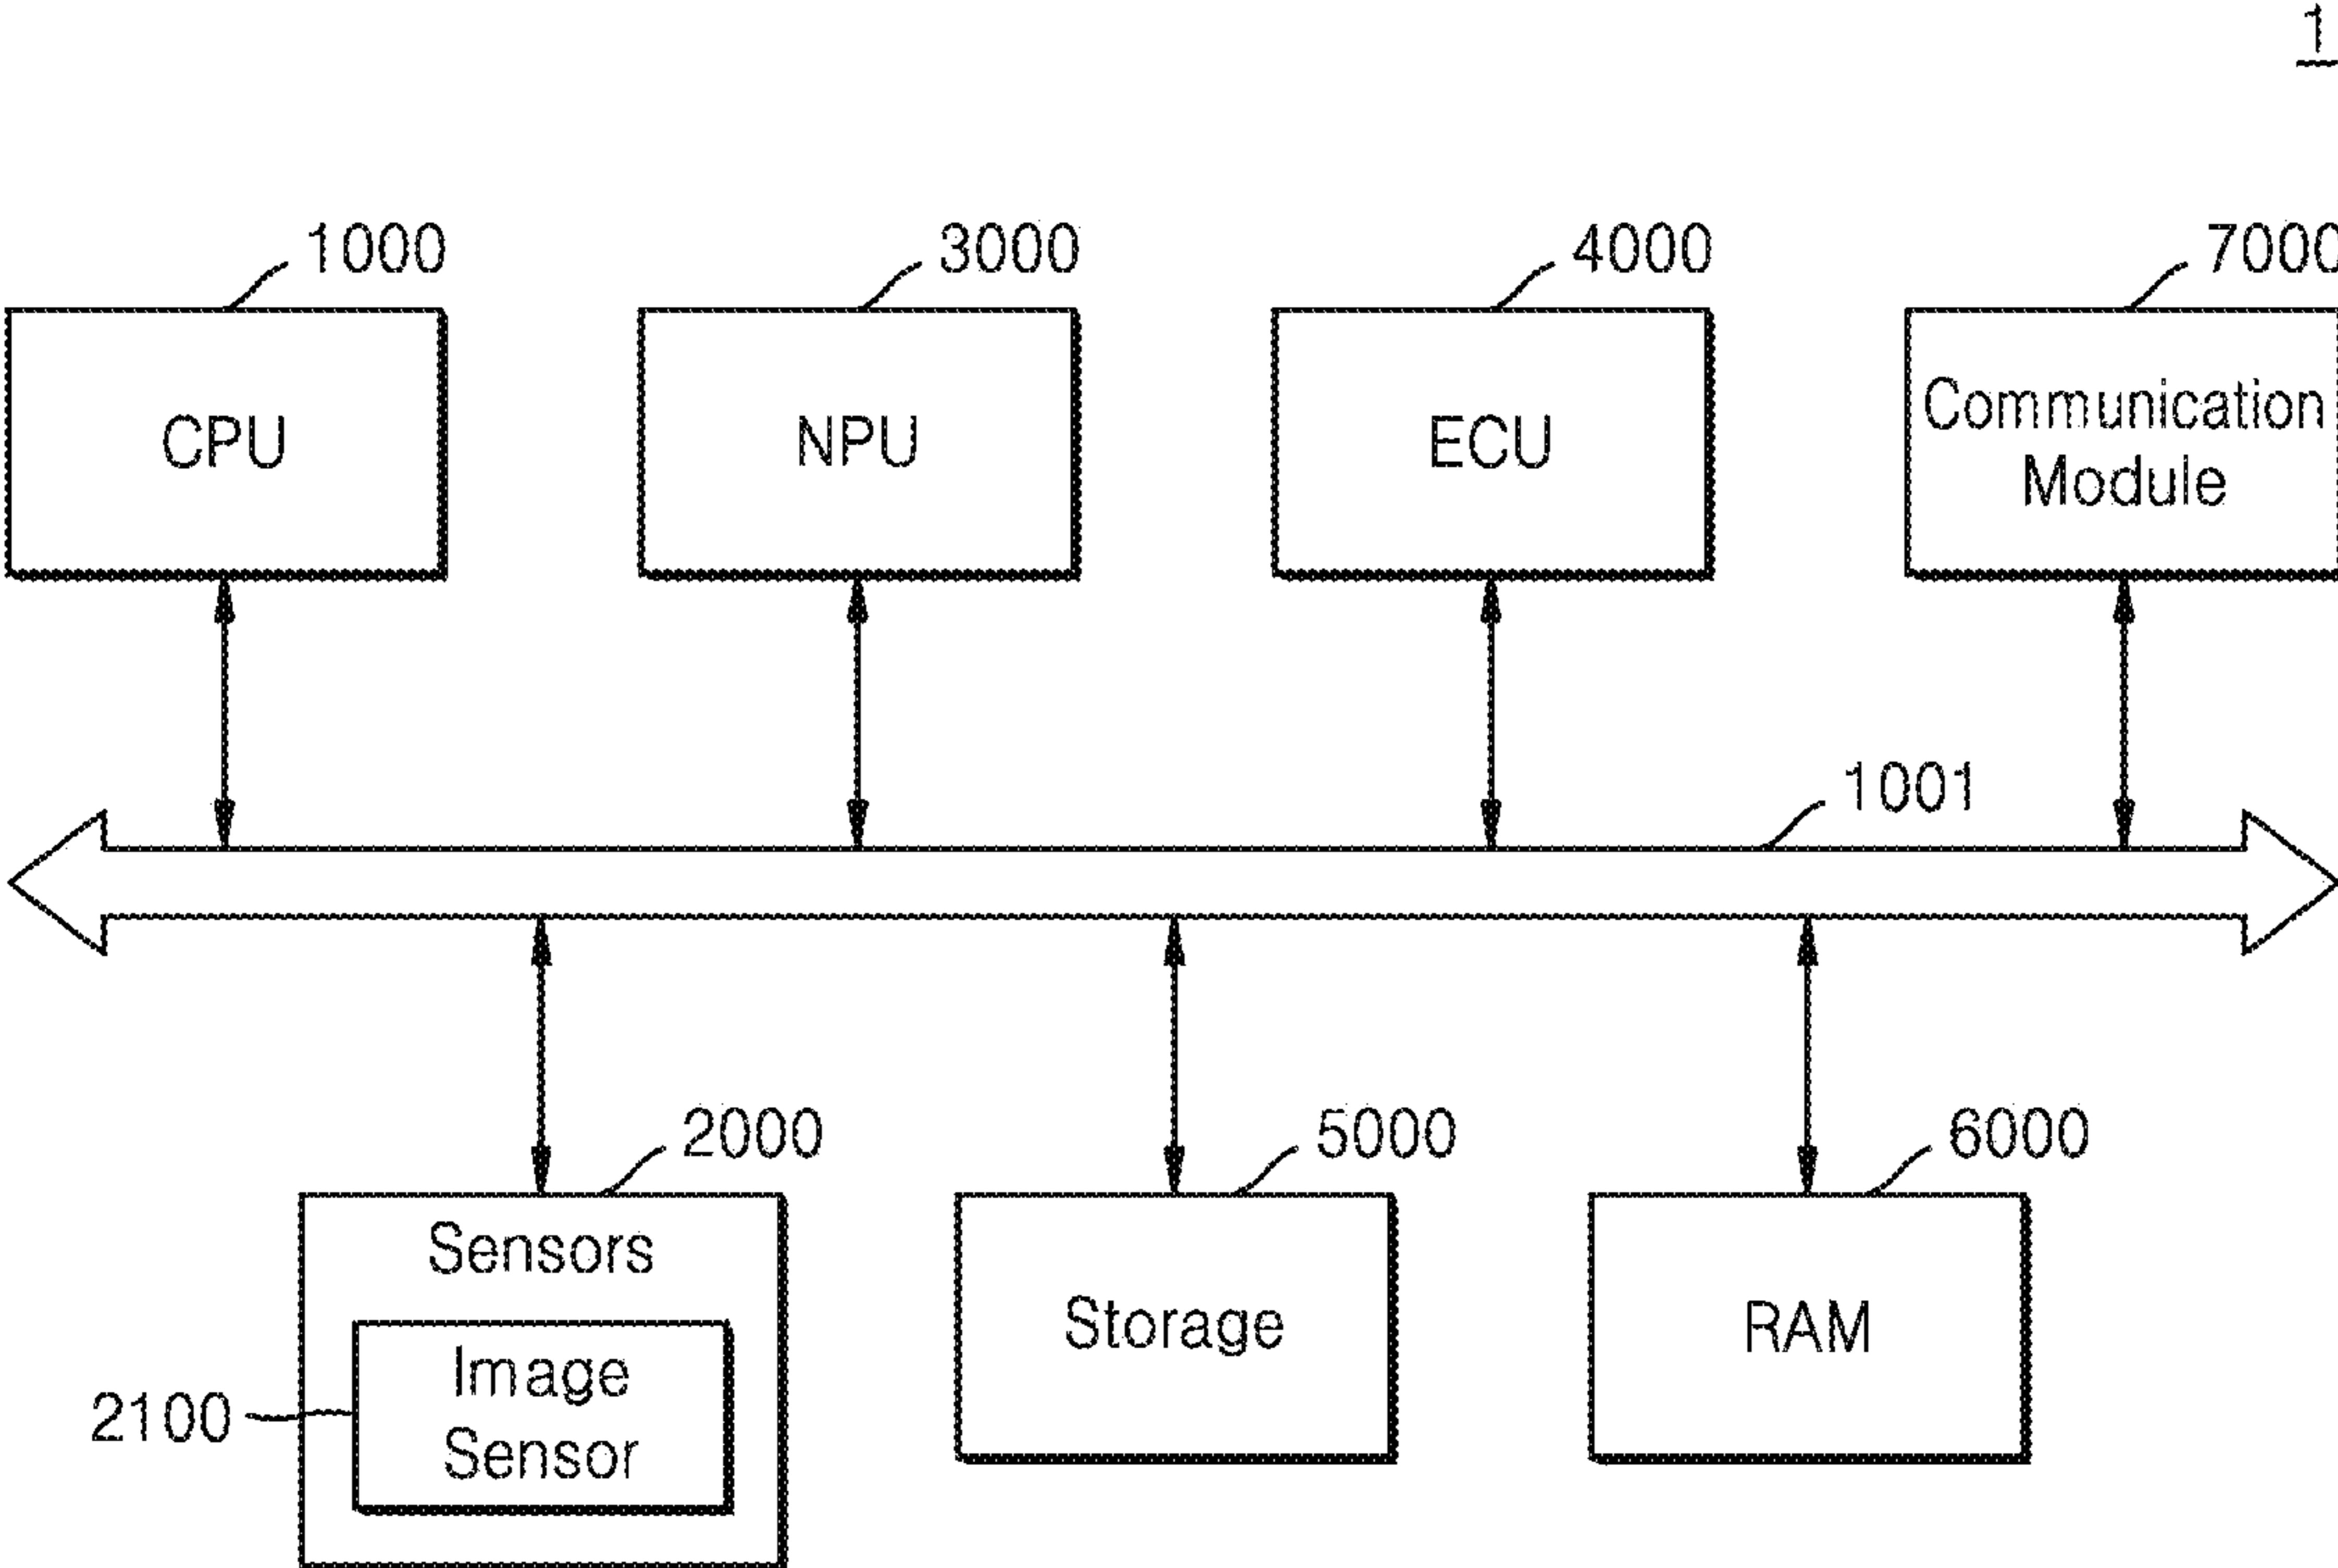 1
1000
3000
4000
7000
CPU
NPU
ECU
Communication
Module
1001
2000
5000
6000
Sensors
Storage
RAM
Image
Sensor
2100